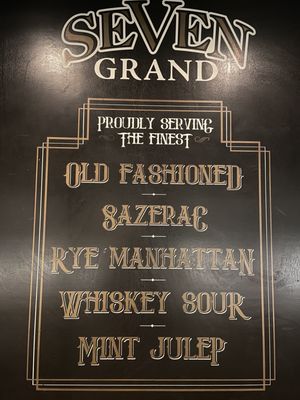 SEVEN
GRAND
PROUDLY SERVING
THE FINEST
OLD FASHIONED
SAZERAC
RYE MANHATTAN
WHISKEY SOUR
MINT JULEP